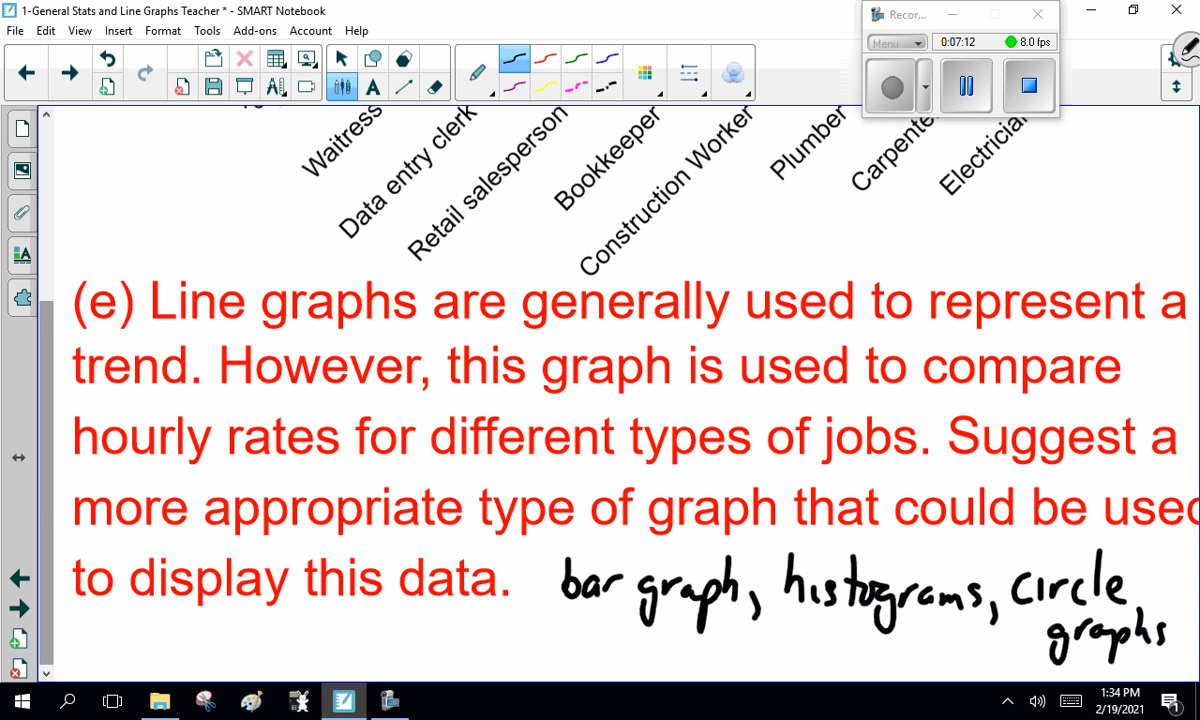 1-General Stats and Line Graphs Teacher * - SMART Notebook
File Edit View Insert Format Tools Add-ons Account Help
Recor...
Menu
0:07:12
8.0 fps
Waitress
Data entry clerk
Retail salesperson
Bookkeeper
Construction Worker
Plumber
Carpente
Electrician
(e) Line graphs are generally used to represent a
trend. However, this graph is used to compare
hourly rates for different types of jobs. Suggest a
more appropriate type of graph that could be used
to display this data. bar graph, histograms, circle
graphs
1:34 PM
2/19/2021
1